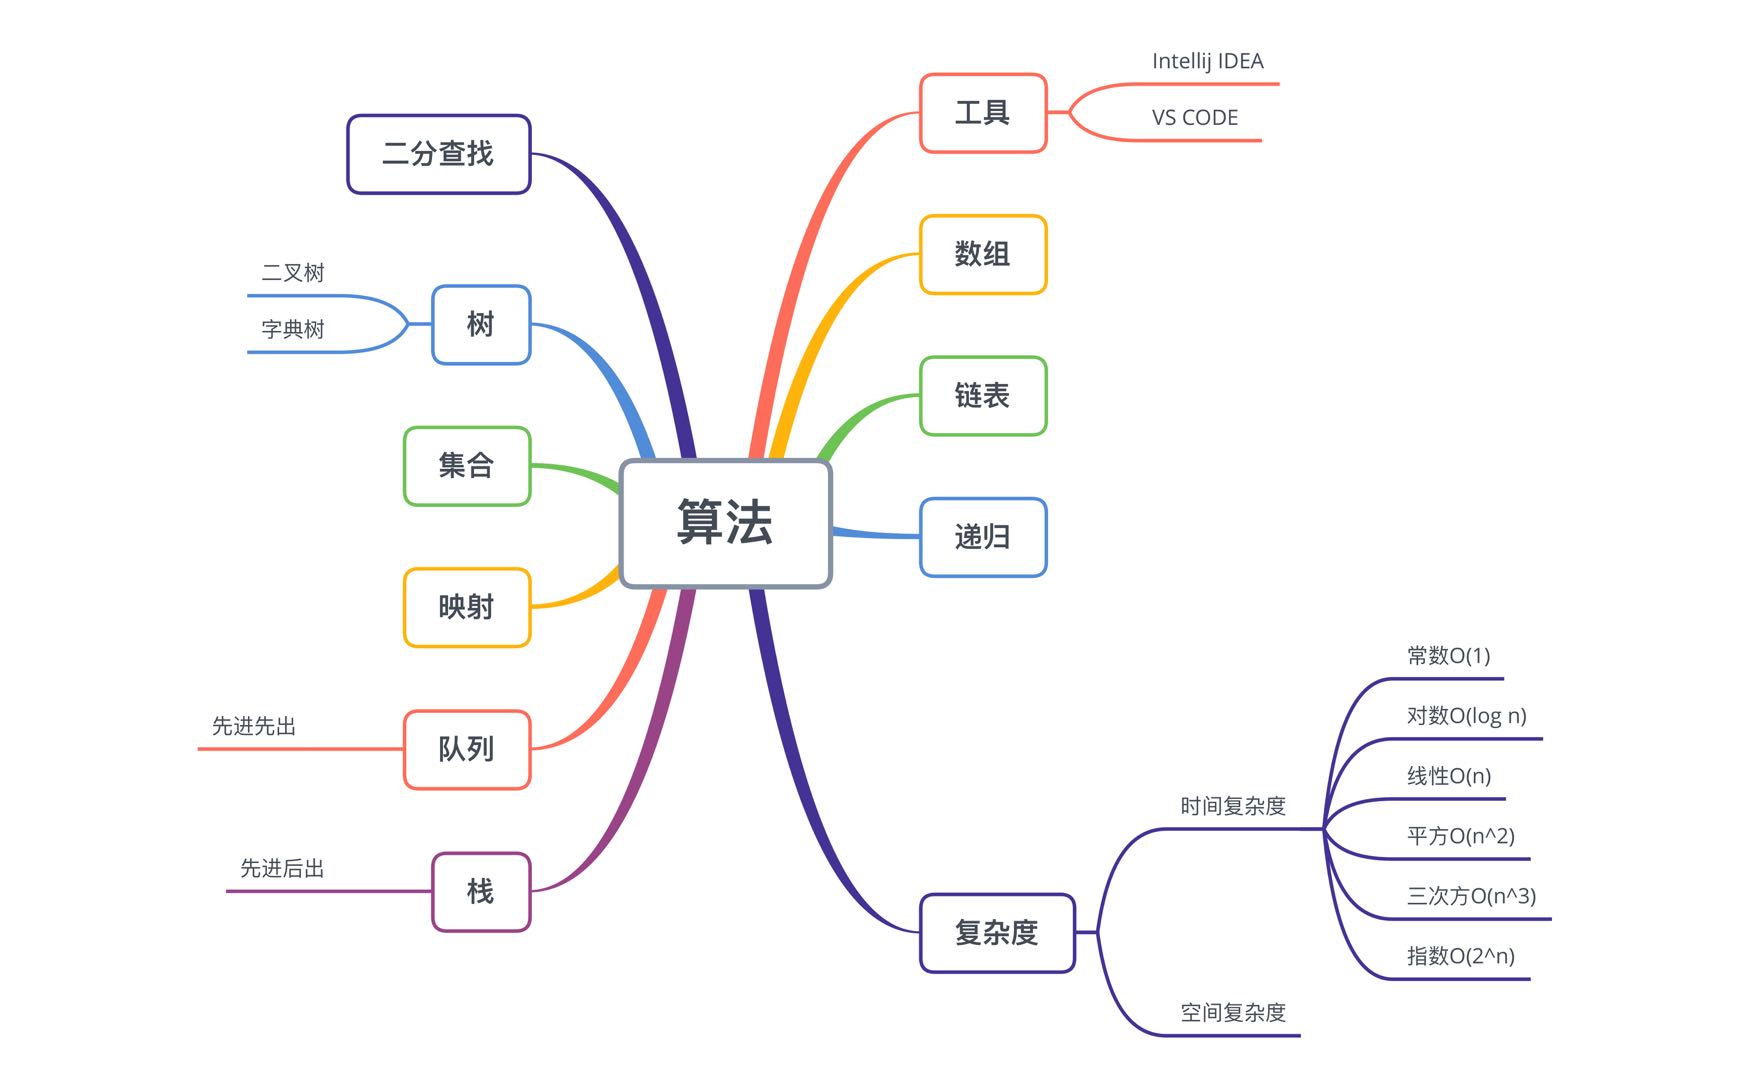 算法
工具
Intellij IDEA
VS CODE
数组
链表
递归
复杂度
时间复杂度
常数O(1)
对数O(log n)
线性O(n)
平方O(n^2)
三次方O(n^3)
指数O(2^n)
空间复杂度
二分查找
树
二叉树
字典树
集合
映射
队列
先进先出
栈
先进后出